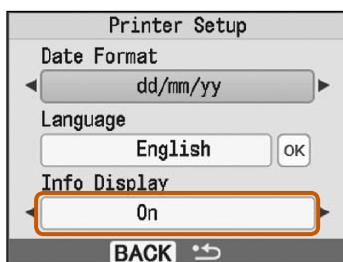 Printer Setup
Date Format
dd/mm/yy
Language
English OK
Info Display
On
BACK